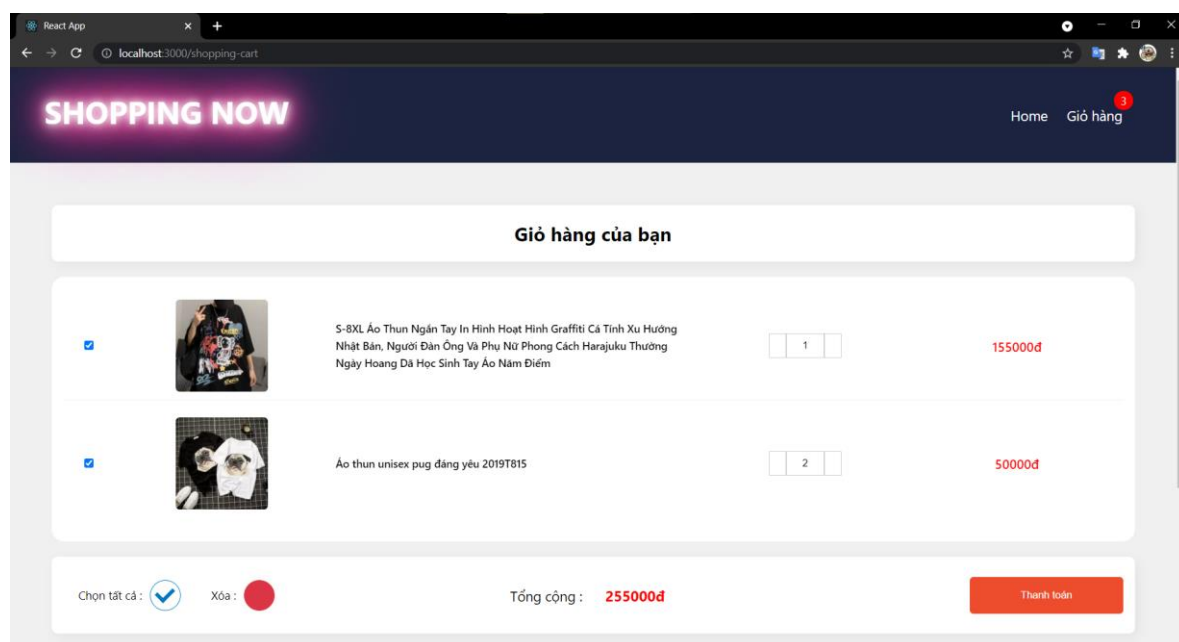 React App
localhost:3000/shopping-cart
SHOPPING NOW
Home
Giỏ hàng
3
Giỏ hàng của bạn
S-8XL Áo Thun Ngắn Tay In Hình Hoạt Hình Graffiti Cá Tính Xu Hướng
Nhật Bản, Người Đàn Ông Và Phụ Nữ Phong Cách Harajuku Thường
Ngày Hoang Dã Học Sinh Tay Áo Năm Điểm
1
155000đ
Áo thun unisex pug đáng yêu 2019T815
2
50000đ
Chọn tất cả :
Xóa :
Tổng cộng : 255000đ
Thanh toán